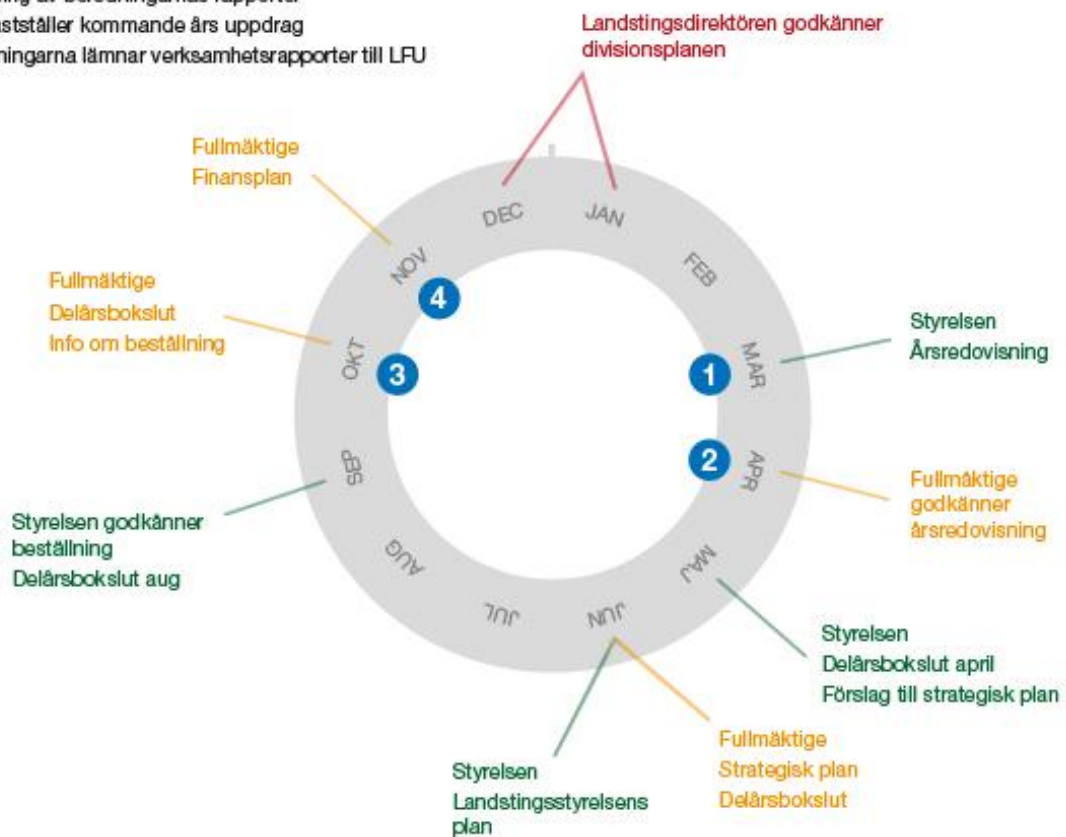 astställer kommande års uppdrag
ningarna lämnar verksamhetsrapporter till LFU
Landstingsdirektören godkänner
divisionsplanen
Fullmäktige
Finansplan
DEC
JAN
NOV
FEB
4
Fullmäktige
Delårsbokslut
Info om beställning
OKT
3
1
MAR
Styrelsen
Årsredovisning
2
SEP
APR
Fullmäktige
godkänner
årsredovisning
Styrelsen godkänner
beställning
Delårsbokslut aug
AUG
MAJ
JUL
JUN
Styrelsen
Delårsbokslut april
Förslag till strategisk plan
Fullmäktige
Strategisk plan
Delårsbokslut
Styrelsen
Landstingsstyrelsens
plan